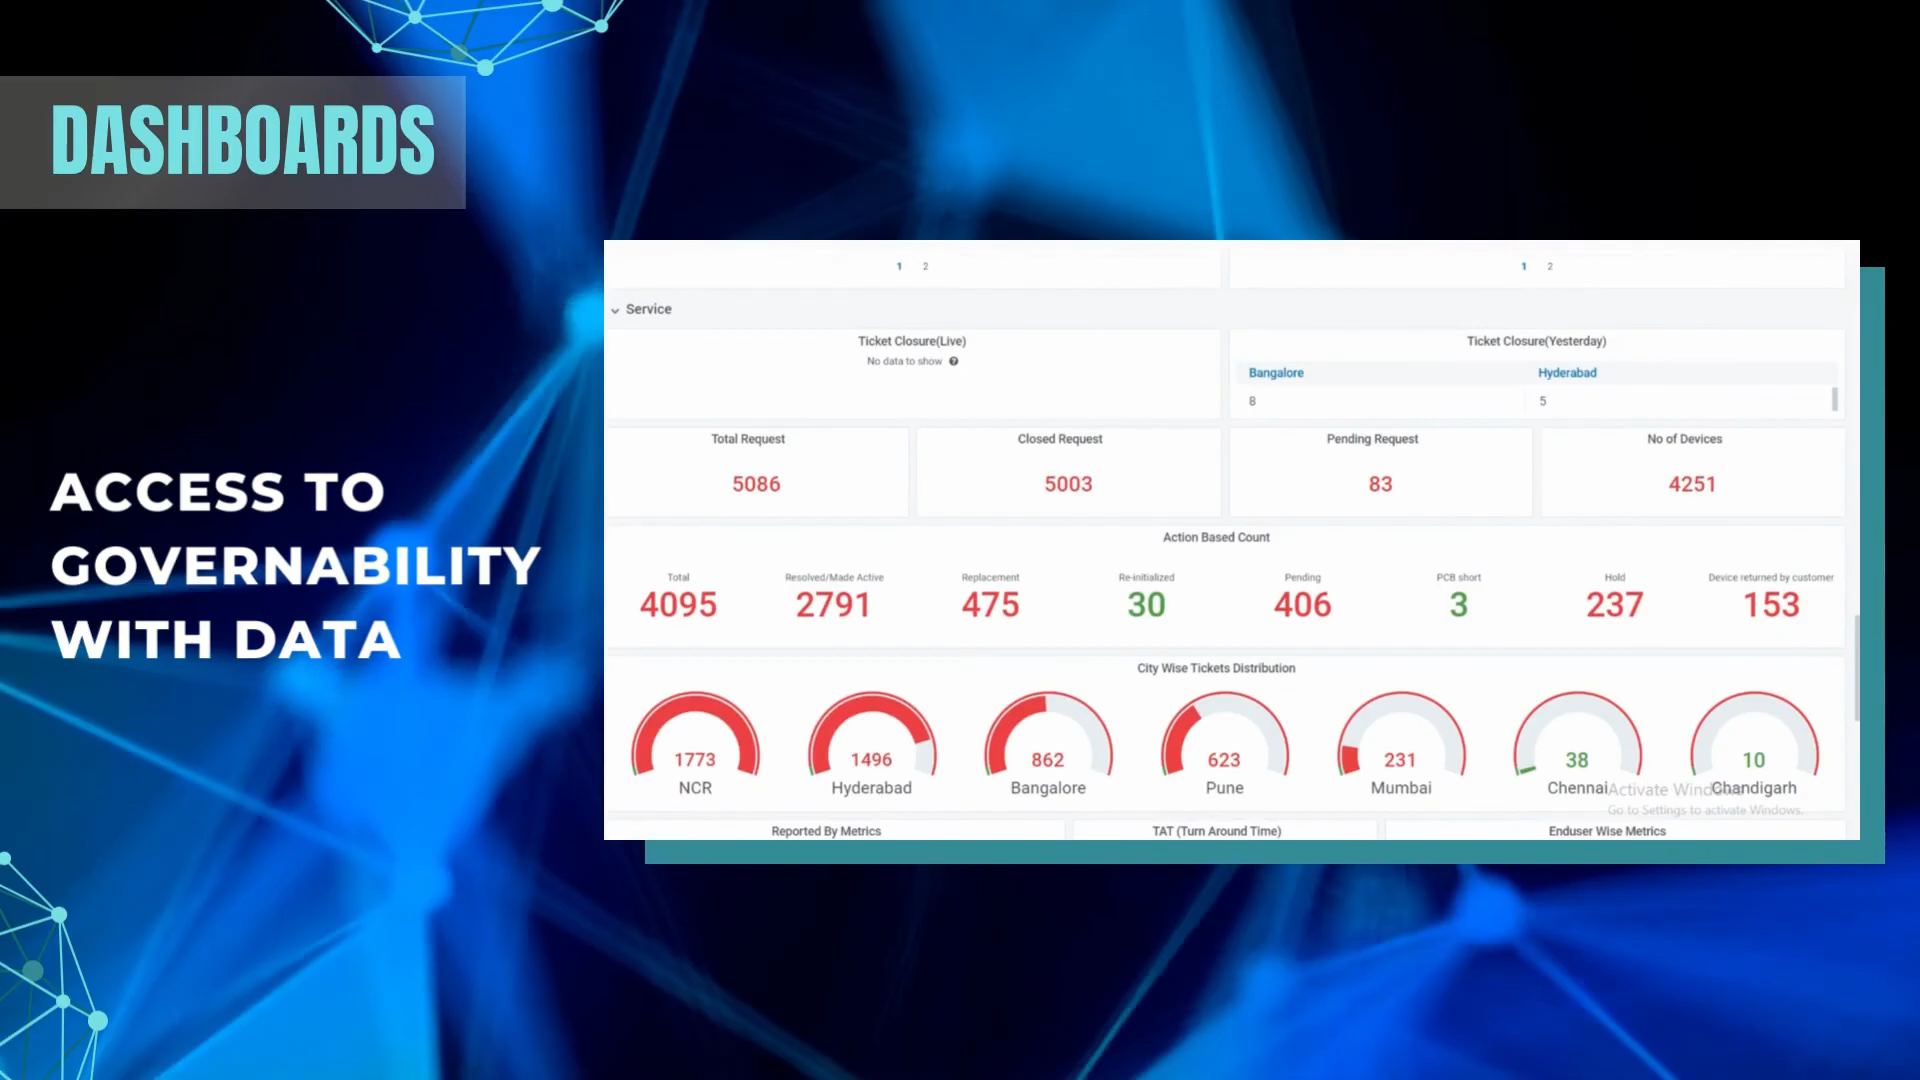 DASHBOARDS
ACCESS TO
GOVERNABILITY
WITH DATA
1 2
1 2
Service
Ticket Closure(Live)
No data to show ?
Ticket Closure(Yesterday)
Bangalore Hyderabad
8 5
Total Request
5086
Closed Request
5003
Pending Request
83
No of Devices
4251
Action Based Count
Total Resolved/Made Active Replacement Re-initialized Pending PCB short Hold Device returned by customer
4095 2791 475 30 406 3 237 153
City Wise Tickets Distribution
1773 1496 862 623 231 38 10
NCR Hyderabad Bangalore Pune Mumbai Chennai Chandigarh
Activate Windows
Go to Settings to activate Windows.
Reported By Metrics TAT (Turn Around Time) Enduser Wise Metrics